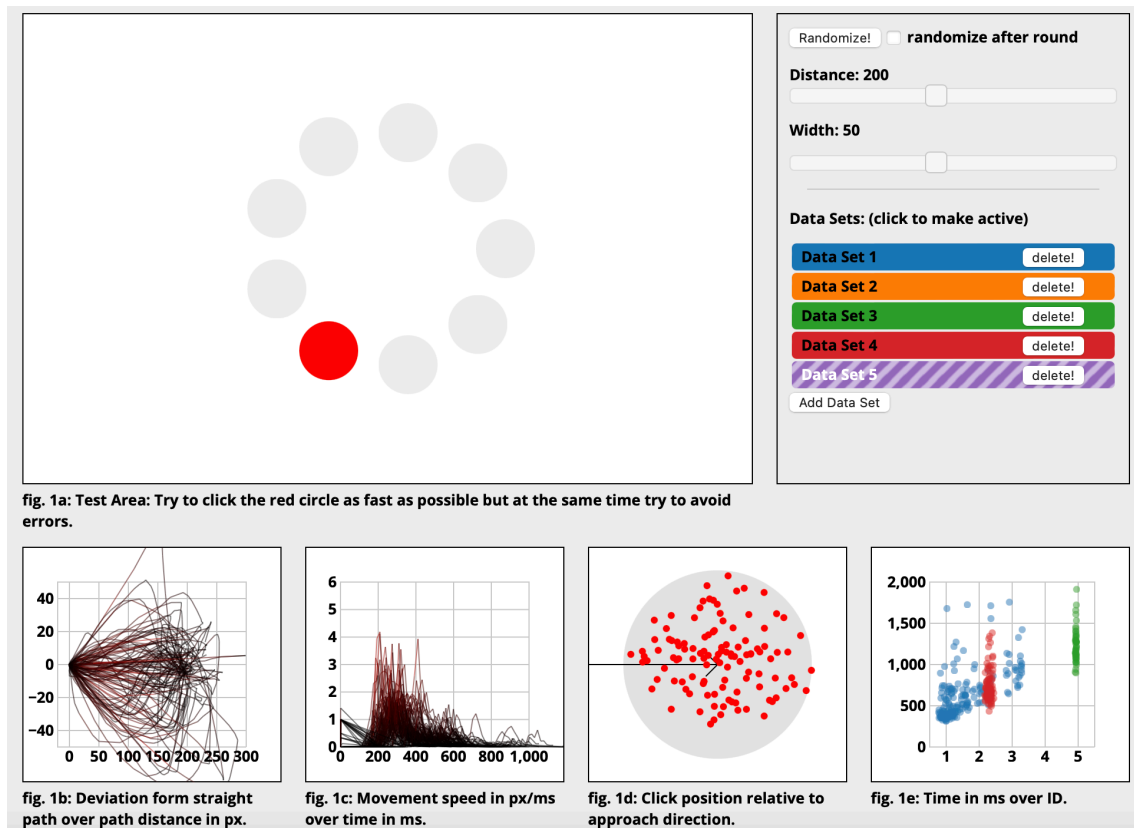 Randomize!
randomize after round
Distance: 200
Width: 50
Data Sets: (click to make active)
Data Set 1 delete!
Data Set 2 delete!
Data Set 3 delete!
Data Set 4 delete!
Data Set 5 delete!
Add Data Set
fig. 1a: Test Area: Try to click the red circle as fast as possible but at the same time try to avoid
errors.
40
20
0
−20
−40
0 50 100 150 200 250 300
fig. 1b: Deviation form straight
path over path distance in px.
6
5
4
3
2
1
0
0 200 400 600 800 1,000
fig. 1c: Movement speed in px/ms
over time in ms.
fig. 1d: Click position relative to
approach direction.
2,000
1,500
1,000
500
0
1 2 3 4 5
fig. 1e: Time in ms over ID.